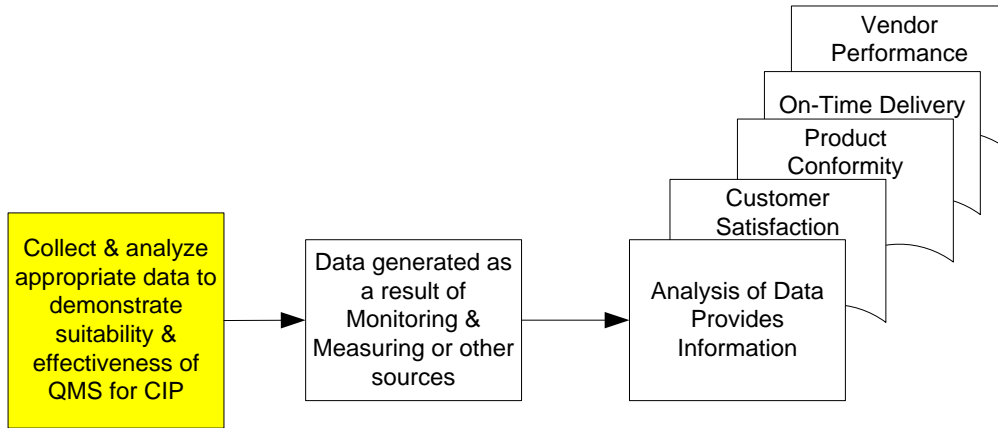 Vendor
Performance
On-Time Delivery
Product
Conformity
Customer
Satisfaction
Collect & analyze
appropriate data to
demonstrate
suitability &
effectiveness of
QMS for CIP
Data generated as
a result of
Monitoring &
Measuring or other
sources
Analysis of Data
Provides
Information